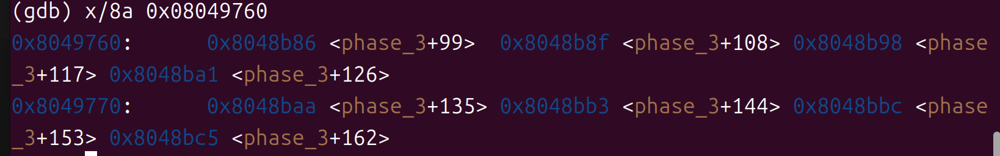 (gdb) x/8a 0x08049760
0x8049760:      0x8048b86 <phase_3+99>  0x8048b8f <phase_3+108> 0x8048b98 <phase
_3+117> 0x8048ba1 <phase_3+126>
0x8049770:      0x8048baa <phase_3+135> 0x8048bb3 <phase_3+144> 0x8048bbc <phase
_3+153> 0x8048bc5 <phase_3+162>